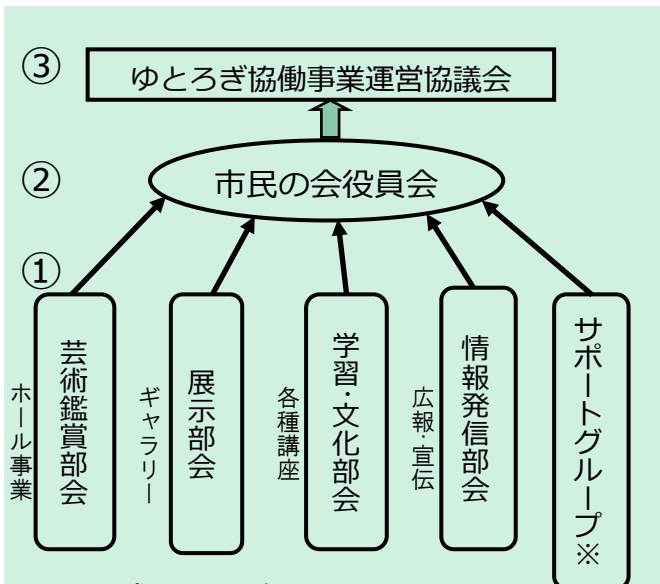 ③
ゆとろぎ協働事業運営協議会
②
市民の会役員会
①
ホール事業
芸術鑑賞部会
ギャラリー
展示部会
各種講座
学習・文化部会
広報・宣伝
情報発信部会
サポートグループ※